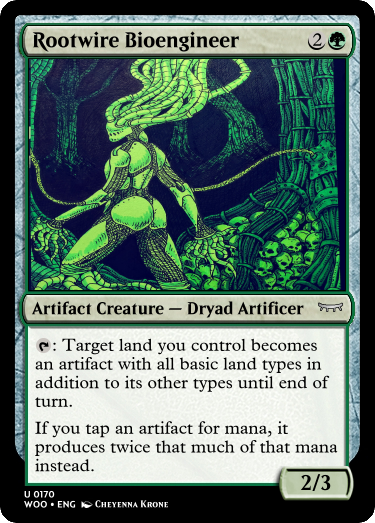 Rootwire Bioengineer 2
Artifact Creature — Dryad Artificer
: Target land you control becomes
an artifact with all basic land types in
addition to its other types until end of
turn.
If you tap an artifact for mana, it
produces twice that much of that mana
instead.
2/3
U 0170
WOO • ENG Cheyenna Krone